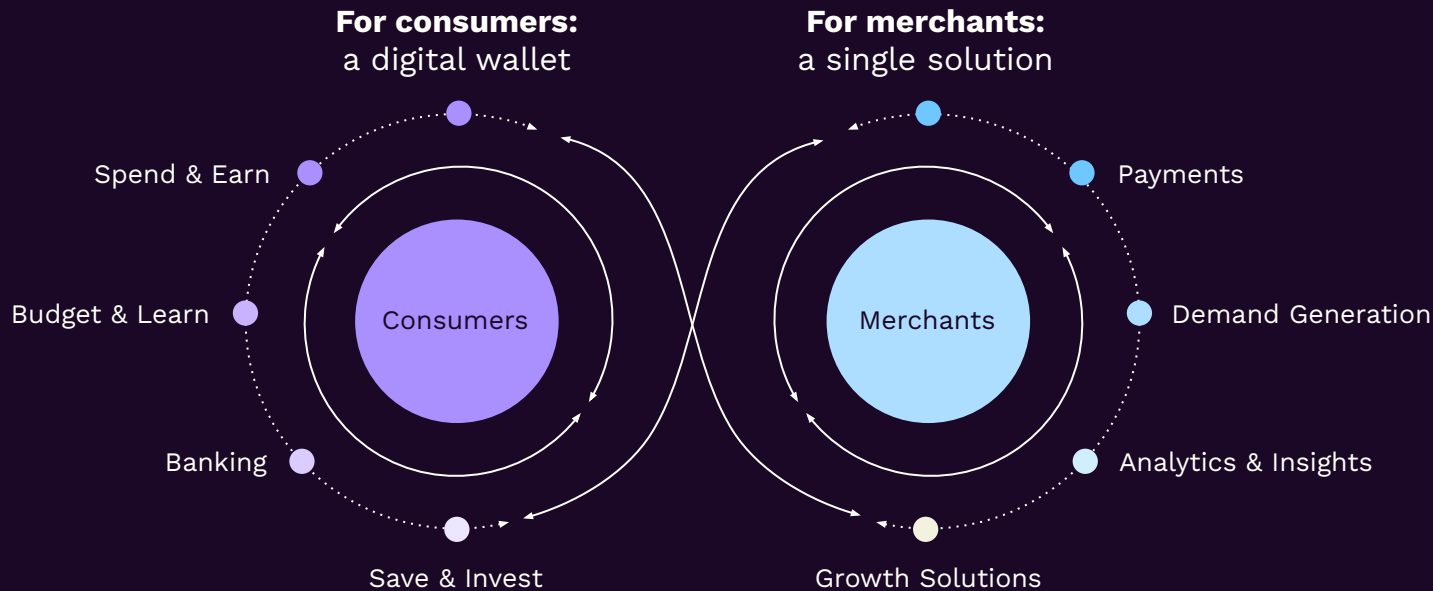 For consumers:
a digital wallet
For merchants:
a single solution
Spend & Earn
Budget & Learn
Banking
Save & Invest
Consumers
Merchants
Payments
Demand Generation
Analytics & Insights
Growth Solutions